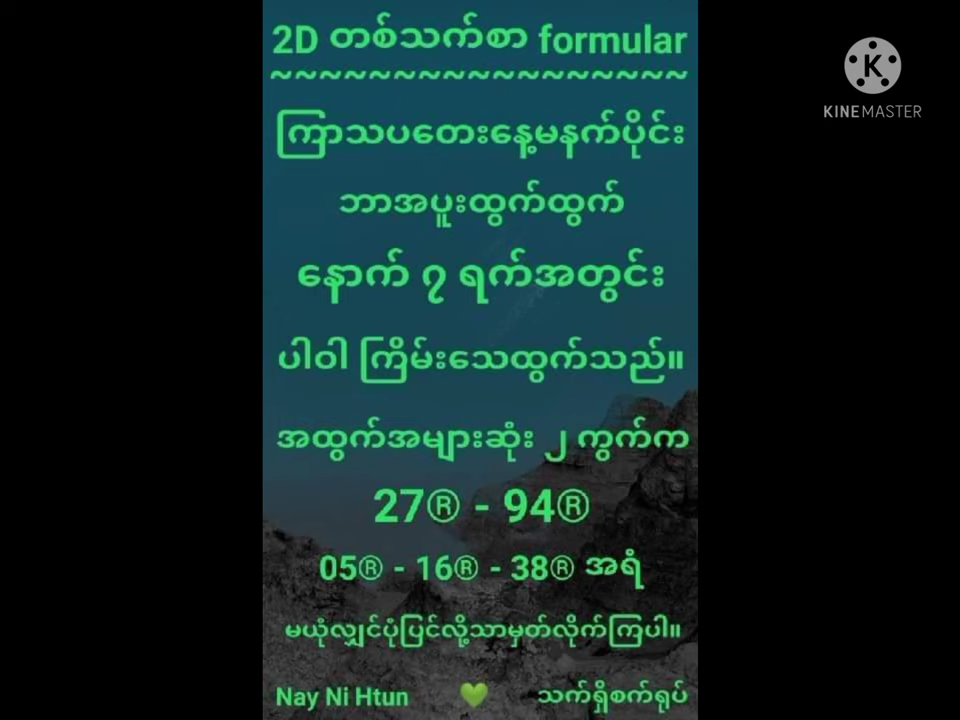 2D တစ်သက်စာ formular
~~~~~~~~~~~~~~~~~
ကြာသပတေးနေ့မနက်ပိုင်း
ဘာအပူးထွက်ထွက်
နောက် ၇ ရက်အတွင်း
ပါဝါ ကြိမ်းသေထွက်သည်။
အထွက်အများဆုံး ၂ ကွက်က
27® - 94®
05® - 16® - 38® အရံ
မယုံလျှင်ပုံပြင်လို့သာမှတ်လိုက်ကြပါ။
Nay Ni Htun 💚 သက်ရှိစက်ရုပ်
K
KINEMASTER